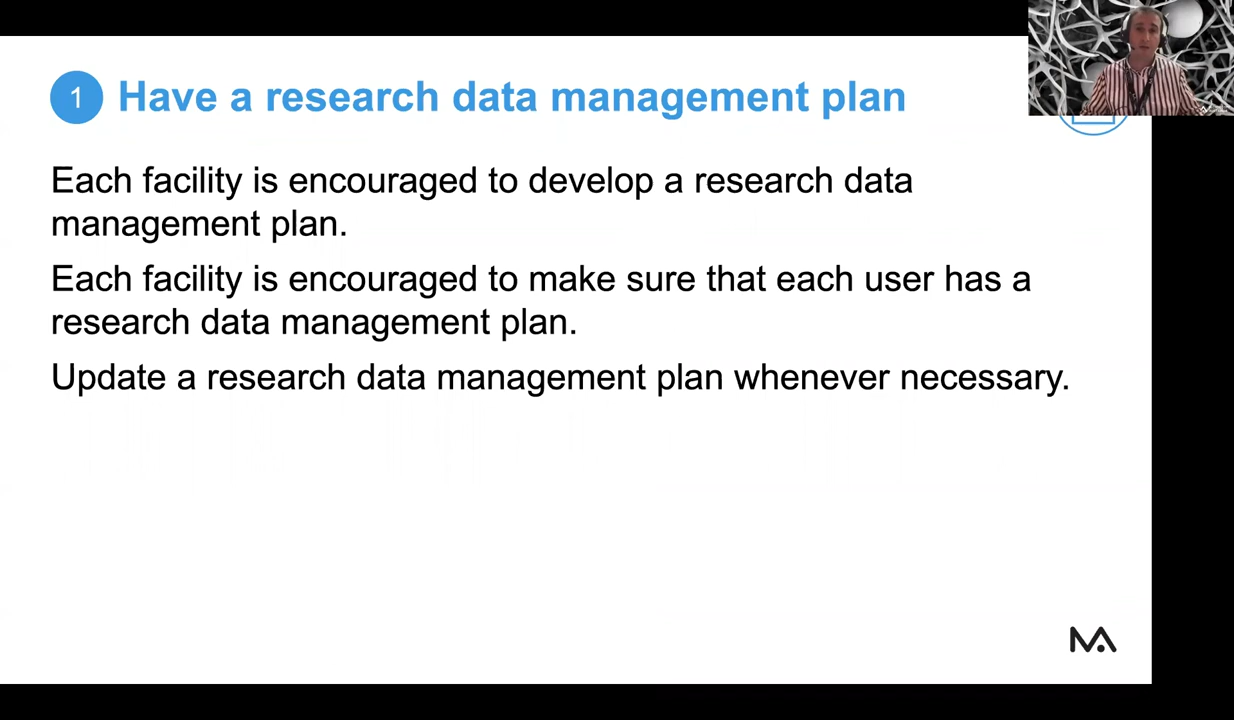 1 Have a research data management plan
Each facility is encouraged to develop a research data
management plan.
Each facility is encouraged to make sure that each user has a
research data management plan.
Update a research data management plan whenever necessary.
MA